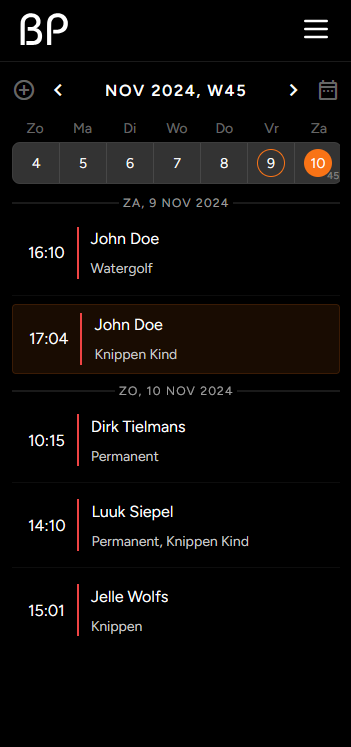 BP
NOV 2024, W45
Zo Ma Di Wo Do Vr Za
4 5 6 7 8 9 10
45
ZA, 9 NOV 2024
16:10 John Doe
Watergolf
17:04 John Doe
Knippen Kind
ZO, 10 NOV 2024
10:15 Dirk Tielmans
Permanent
14:10 Luuk Siepel
Permanent, Knippen Kind
15:01 Jelle Wolfs
Knippen